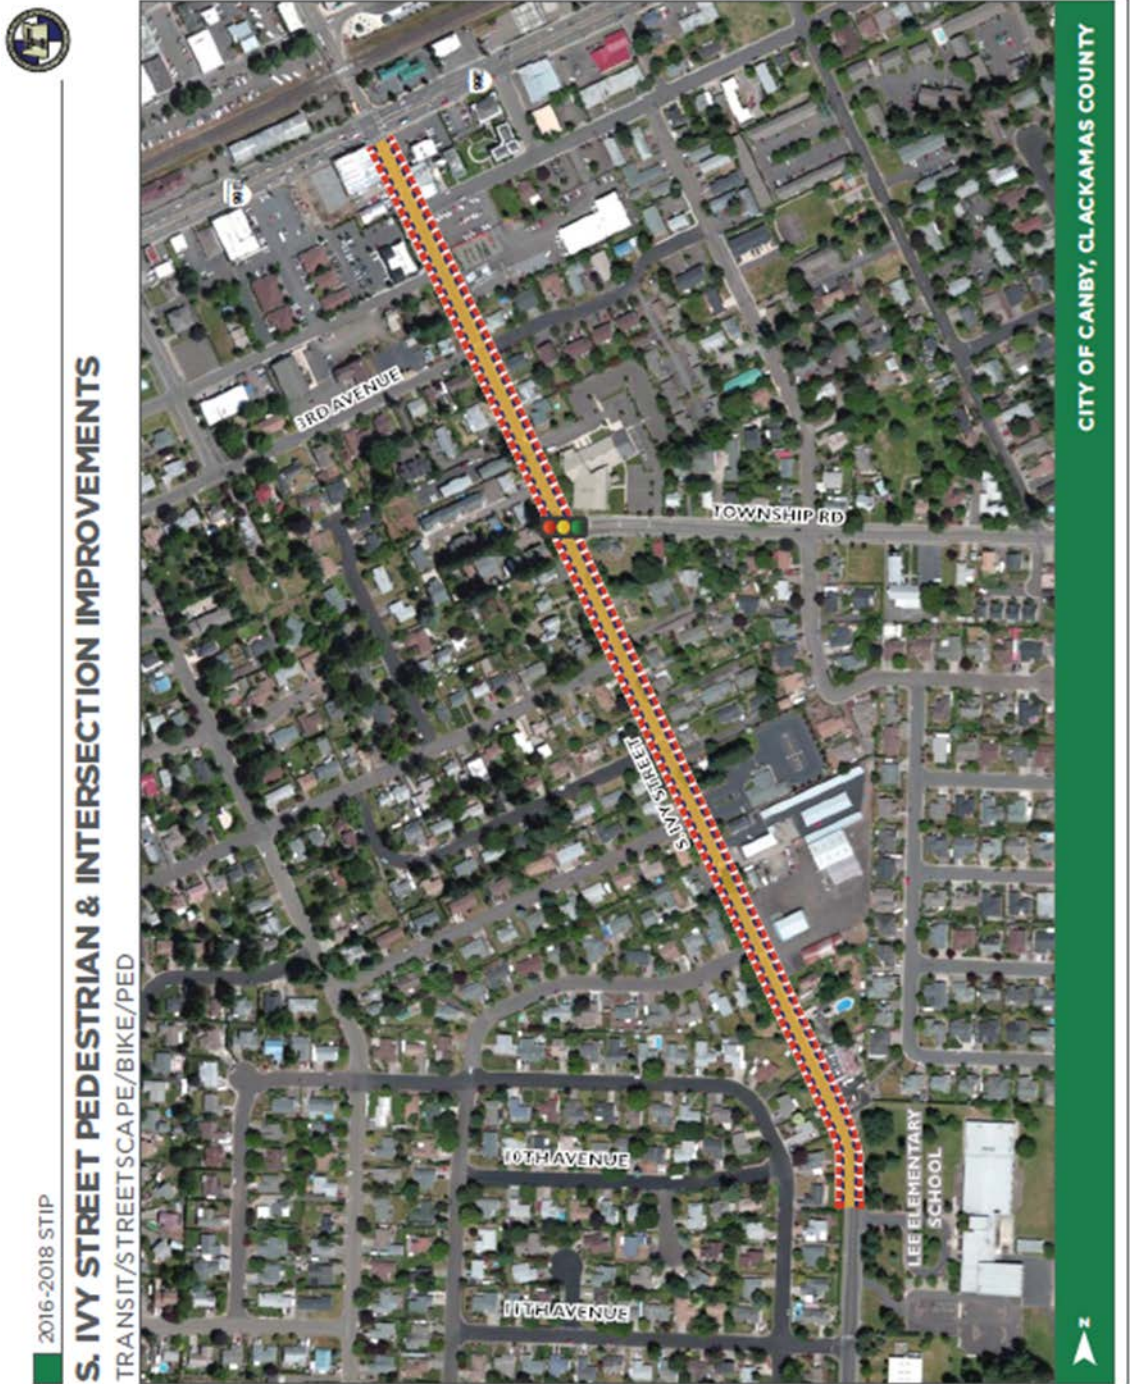 2016-2018 STIP
S. IVY STREET PEDESTRIAN & INTERSECTION IMPROVEMENTS
TRANSIT/STREETSCAPE/BIKE/PED
3RD AVENUE
TOWNSHIP RD
S. IVY STREET
10TH AVENUE
11TH AVENUE
LEE ELEMENTARY
SCHOOL
N
CITY OF CANBY, CLACKAMAS COUNTY